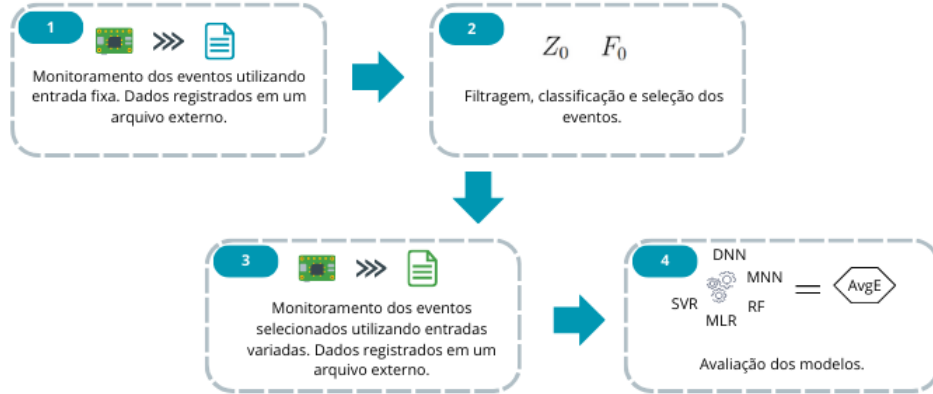 1
Monitoramento dos eventos utilizando
entrada fixa. Dados registrados em um
arquivo externo.
2
Z₀ F₀
Filtragem, classificação e seleção dos
eventos.
3
Monitoramento dos eventos
selecionados utilizando entradas
variadas. Dados registrados em um
arquivo externo.
4
DNN
MNN
SVR
RF
MLR
=
AvgE
Avaliação dos modelos.